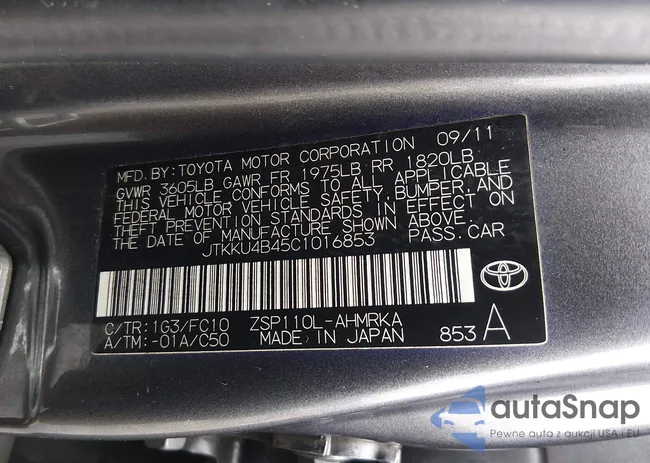 MFD.BY:TOYOTA MOTOR CORPORATION 09/11
GVWR 3605LB GAWR FR 1975LB RR 1820LB
THIS VEHICLE CONFORMS TO ALL APPLICABLE
FEDERAL MOTOR VEHICLE SAFETY,BUMPER,AND
THEFT PREVENTION STANDARDS IN EFFECT ON
THE DATE OF MANUFACTURE SHOWN ABOVE.
JTKKU4B45C1016853 PASS.CAR
C/TR:1G3/FC10 ZSP110L-AHMRKA
A/TM:-01A/C50 MADE IN JAPAN 853 A
autaSnap
Pewne auta z aukcji USA i EU